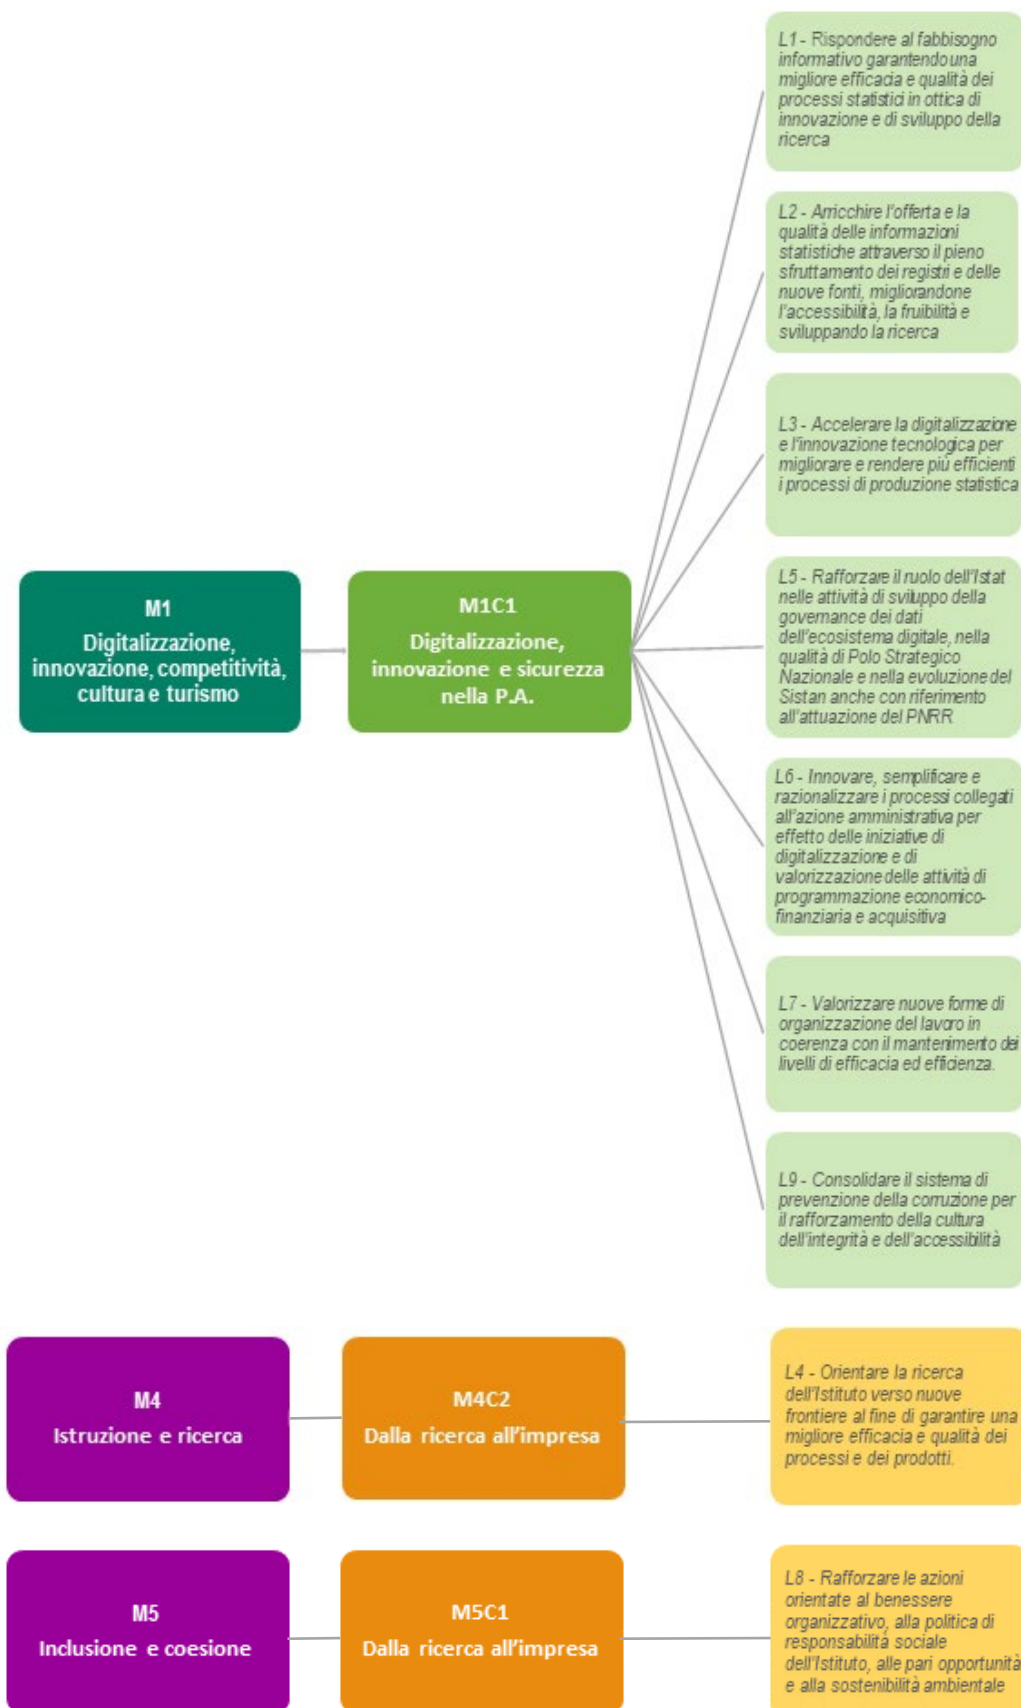 L1 - Rispondere al fabbisogno
informativo garantendo una
migliore efficacia e qualità dei
processi statistici in ottica di
innovazione e di sviluppo della
ricerca
L2 - Arricchire l'offerta e la
qualità delle informazioni
statistiche attraverso il pieno
sfruttamento dei registri e delle
nuove fonti, migliorandone
l'accessibilità, la fruibilità e
sviluppando la ricerca
L3 - Accelerare la digitalizzazione
e l'innovazione tecnologica per
migliorare e rendere più efficienti
i processi di produzione statistica
M1
Digitalizzazione,
innovazione, competitività,
cultura e turismo
M1C1
Digitalizzazione,
innovazione e sicurezza
nella P.A.
L5 - Rafforzare il ruolo dell'Istat
nelle attività di sviluppo della
governance dei dati
dell'ecosistema digitale, nella
qualità di Polo Strategico
Nazionale e nella evoluzione del
Sistan anche con riferimento
all'attuazione del PNRR
L6 - Innovare, semplificare e
razionalizzare i processi collegati
all'azione amministrativa per
effetto delle iniziative di
digitalizzazione e di
valorizzazione delle attività di
programmazione economico-
finanziaria e acquisitiva
L7 - Valorizzare nuove forme di
organizzazione del lavoro in
coerenza con il mantenimento dei
livelli di efficacia ed efficienza.
L9 - Consolidare il sistema di
prevenzione della corruzione per
il rafforzamento della cultura
dell'integrità e dell'accessibilità
M4
Istruzione e ricerca
M4C2
Dalla ricerca all'impresa
L4 - Orientare la ricerca
dell'Istituto verso nuove
frontiere al fine di garantire una
migliore efficacia e qualità dei
processi e dei prodotti.
M5
Inclusione e coesione
M5C1
Dalla ricerca all'impresa
L8 - Rafforzare le azioni
orientate al benessere
organizzativo, alla politica di
responsabilità sociale
dell'Istituto, alle pari opportunità
e alla sostenibilità ambientale